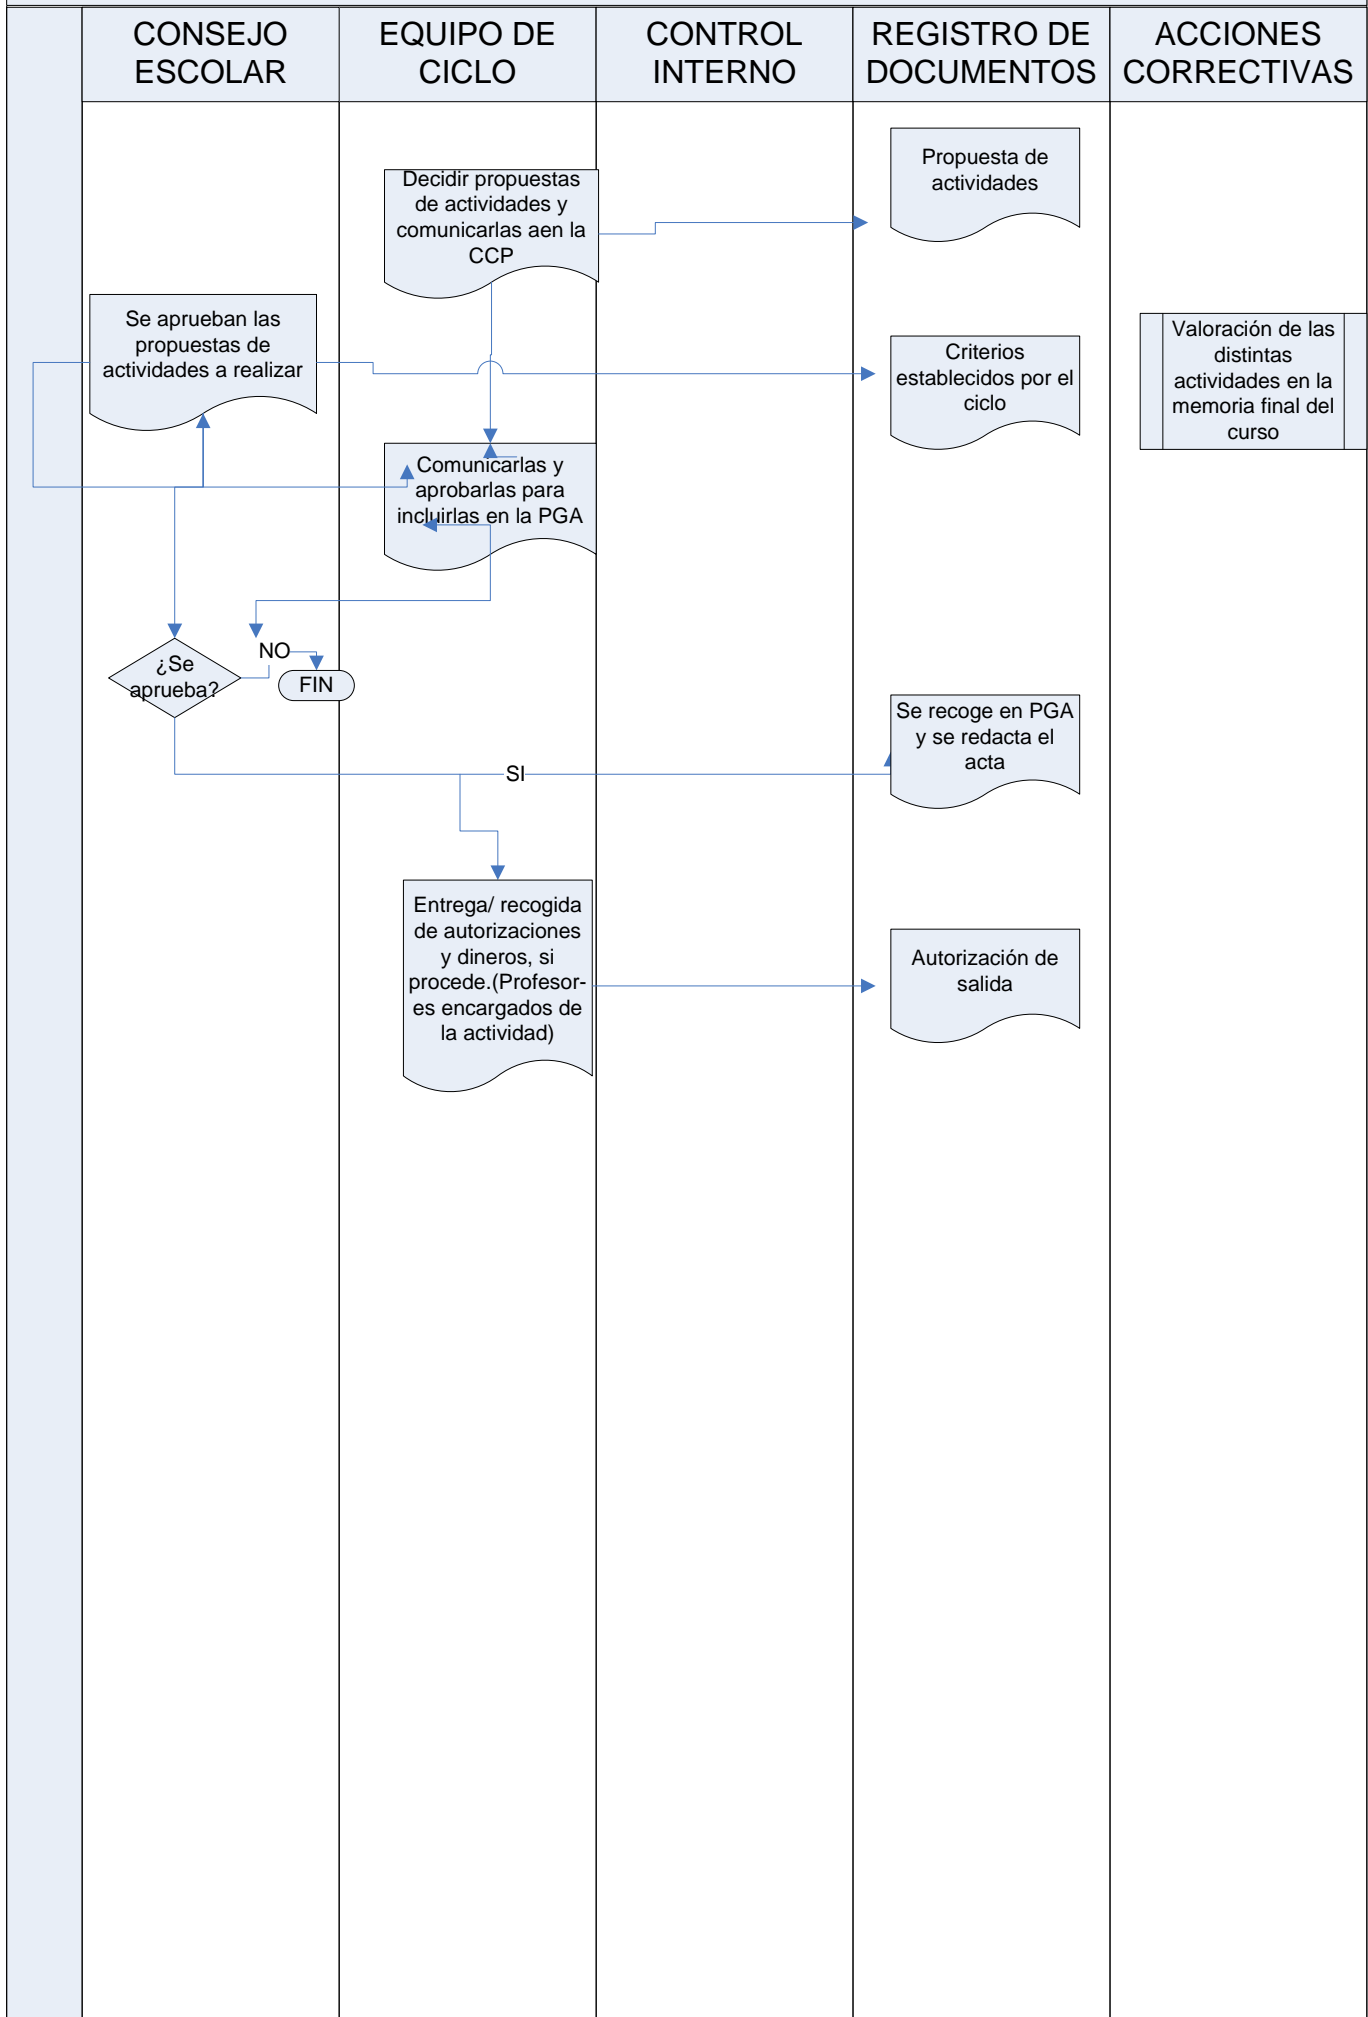 CONSEJO
ESCOLAR
EQUIPO DE
CICLO
CONTROL
INTERNO
REGISTRO DE
DOCUMENTOS
ACCIONES
CORRECTIVAS
Propuesta de
actividades
Decidir propuestas
de actividades y
comunicarlas aen la
CCP
Se aprueban las
propuestas de
actividades a realizar
Criterios
establecidos por el
ciclo
Valoración de las
distintas
actividades en la
memoria final del
curso
Comunicarlas y
aprobarlas para
incluirlas en la PGA
¿Se
aprueba?
NO
FIN
Se recoge en PGA
y se redacta el
acta
SI
Entrega/ recogida
de autorizaciones
y dineros, si
procede.(Profesor-
es encargados de
la actividad)
Autorización de
salida